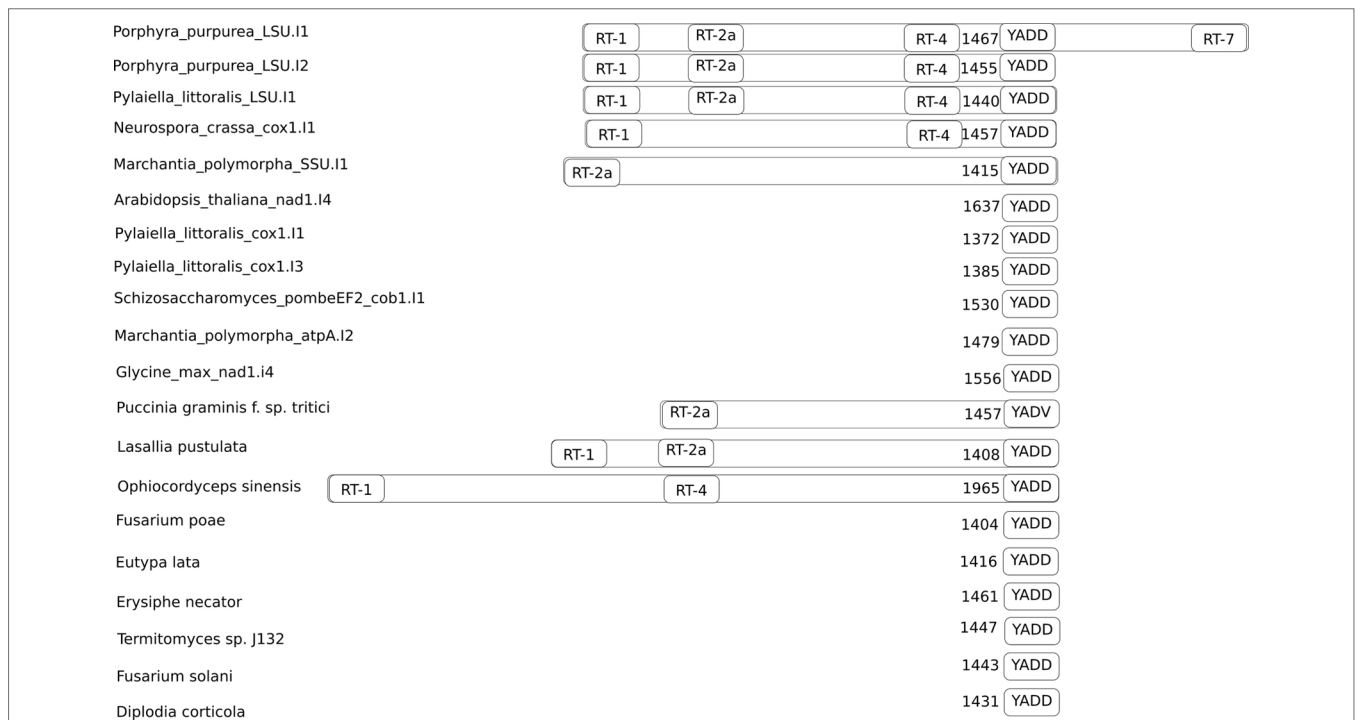 Porphyra_purpurea_LSU.I1 RT-1 RT-2a RT-4 1467 YADD RT-7
Porphyra_purpurea_LSU.I2 RT-1 RT-2a RT-4 1455 YADD
Pylaiella_littoralis_LSU.I1 RT-1 RT-2a RT-4 1440 YADD
Neurospora_crassa_cox1.I1 RT-1 RT-4 1457 YADD
Marchantia_polymorpha_SSU.I1 RT-2a 1415 YADD
Arabidopsis_thaliana_nad1.I4 1637 YADD
Pylaiella_littoralis_cox1.I1 1372 YADD
Pylaiella_littoralis_cox1.I3 1385 YADD
Schizosaccharomyces_pombeEF2_cob1.I1 1530 YADD
Marchantia_polymorpha_atpA.I2 1479 YADD
Glycine_max_nad1.i4 1556 YADD
Puccinia graminis f. sp. tritici RT-2a 1457 YADV
Lasallia pustulata RT-1 RT-2a 1408 YADD
Ophiocordyceps sinensis RT-1 RT-4 1965 YADD
Fusarium poae 1404 YADD
Eutypa lata 1416 YADD
Erysiphe necator 1461 YADD
Termitomyces sp. J132 1447 YADD
Fusarium solani 1443 YADD
Diplodia corticola 1431 YADD